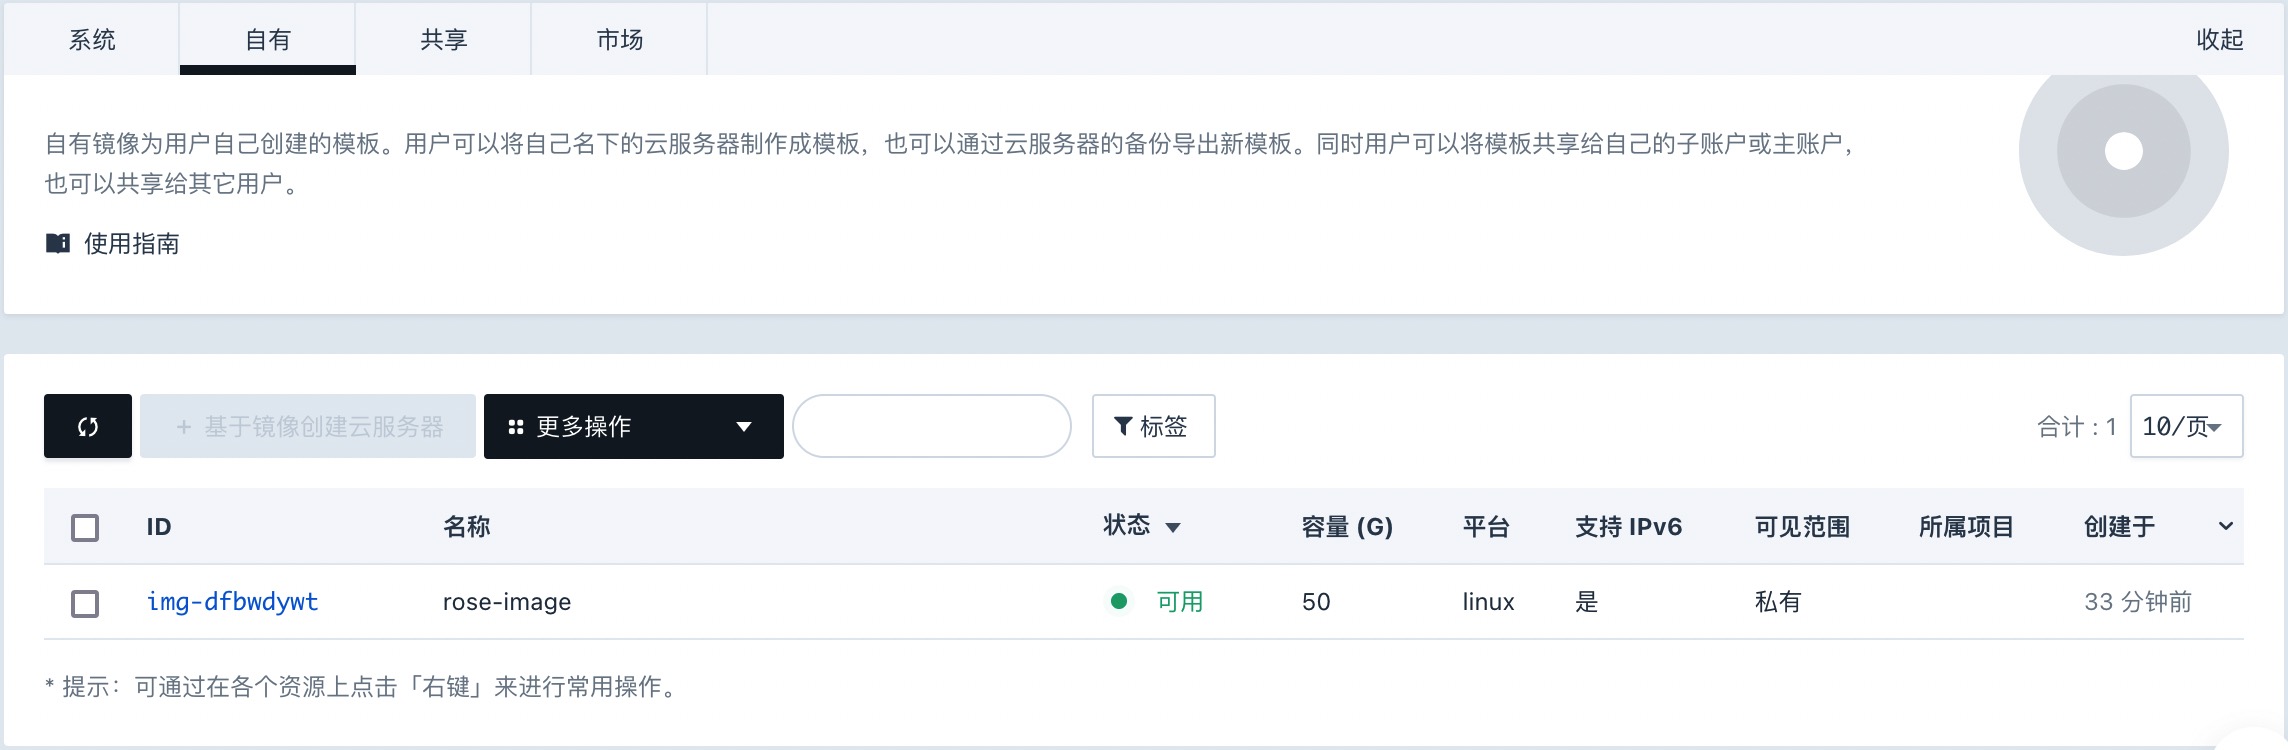 系统 自有 共享 市场 收起
自有镜像为用户自己创建的模板。用户可以将自己名下的云服务器制作成模板，也可以通过云服务器的备份导出新模板。同时用户可以将模板共享给自己的子账户或主账户，
也可以共享给其它用户。
使用指南
+ 基于镜像创建云服务器 更多操作 标签 合计 : 1 10/页
ID 名称 状态 容量 (G) 平台 支持 IPv6 可见范围 所属项目 创建于
img-dfbwdywt rose-image 可用 50 linux 是 私有 33 分钟前
* 提示：可通过在各个资源上点击「右键」来进行常用操作。